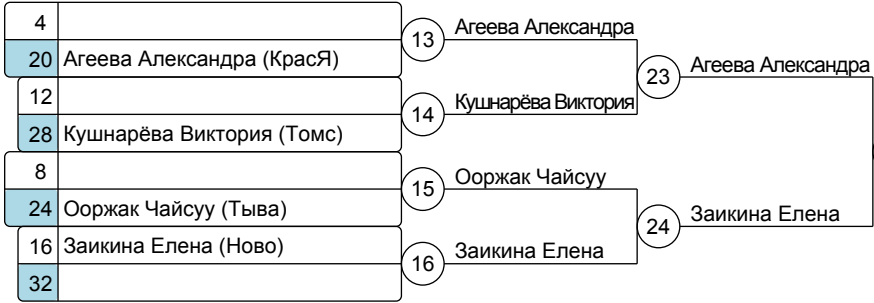 4
20 Агеева Александра (КрасЯ)
12
28 Кушнарёва Виктория (Томс)
8
24 Ооржак Чайсуу (Тыва)
16 Заикина Елена (Ново)
32
13 Агеева Александра
14 Кушнарёва Виктория
15 Ооржак Чайсуу
16 Заикина Елена
23 Агеева Александра
24 Заикина Елена